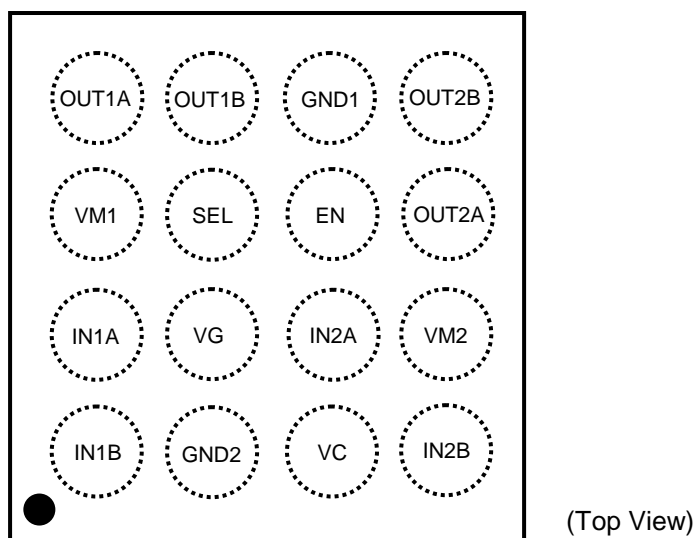 OUT1A OUT1B GND1 OUT2B
VM1 SEL EN OUT2A
IN1A VG IN2A VM2
IN1B GND2 VC IN2B
(Top View)